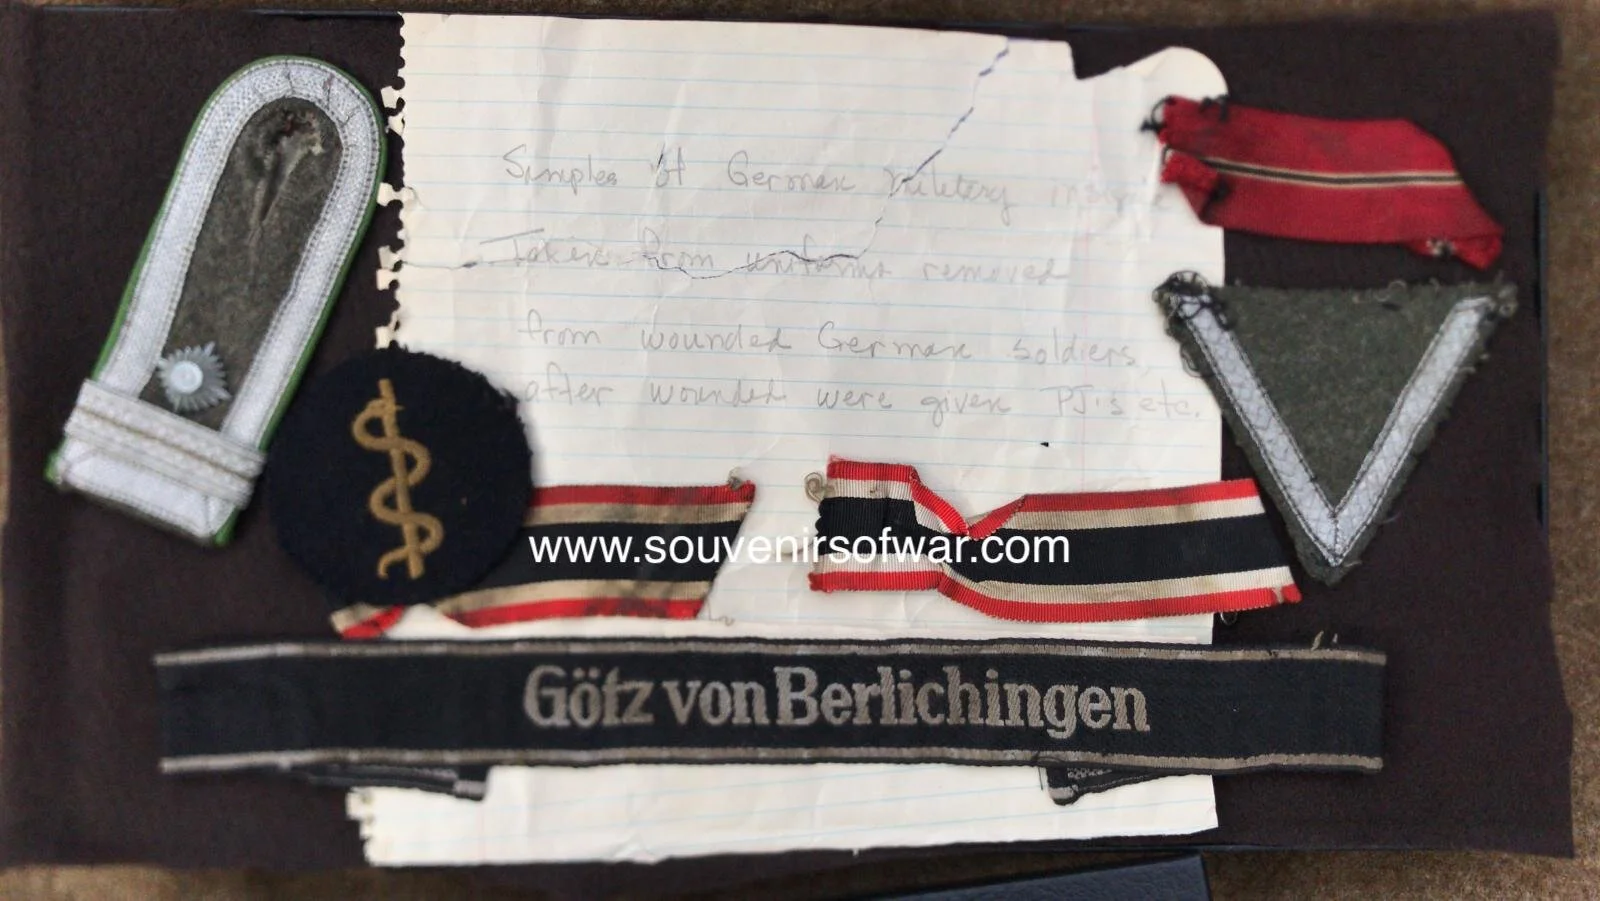 Samples of German military insignia
Taken from uniforms removed
from wounded German soldiers,
after wounded were given PJ's etc.
www.souvenirsofwar.com
Götz von Berlichingen